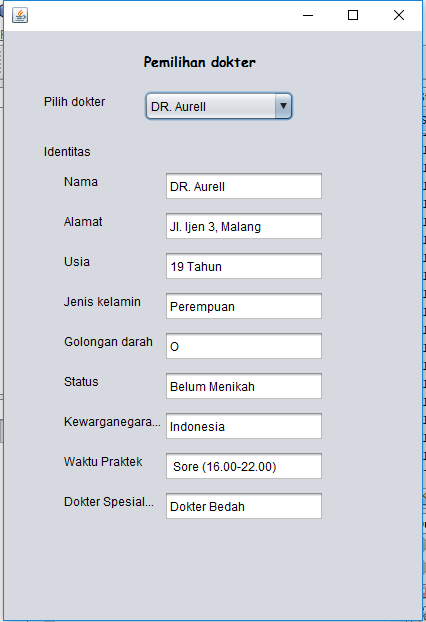 Pemilihan dokter
Pilih dokter DR. Aurell
Identitas
Nama DR. Aurell
Alamat Jl. Ijen 3, Malang
Usia 19 Tahun
Jenis kelamin Perempuan
Golongan darah O
Status Belum Menikah
Kewarganegara... Indonesia
Waktu Praktek Sore (16.00-22.00)
Dokter Spesial... Dokter Bedah